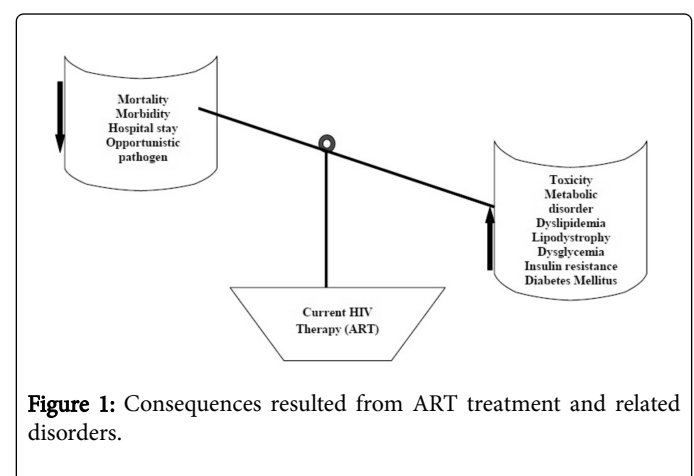 Mortality
Morbidity
Hospital stay
Opportunistic
pathogen
Toxicity
Metabolic
disorder
Dyslipidemia
Lipodystrophy
Dysglycemia
Insulin resistance
Diabetes Mellitus
Current HIV
Therapy (ART)
Figure 1: Consequences resulted from ART treatment and related
disorders.